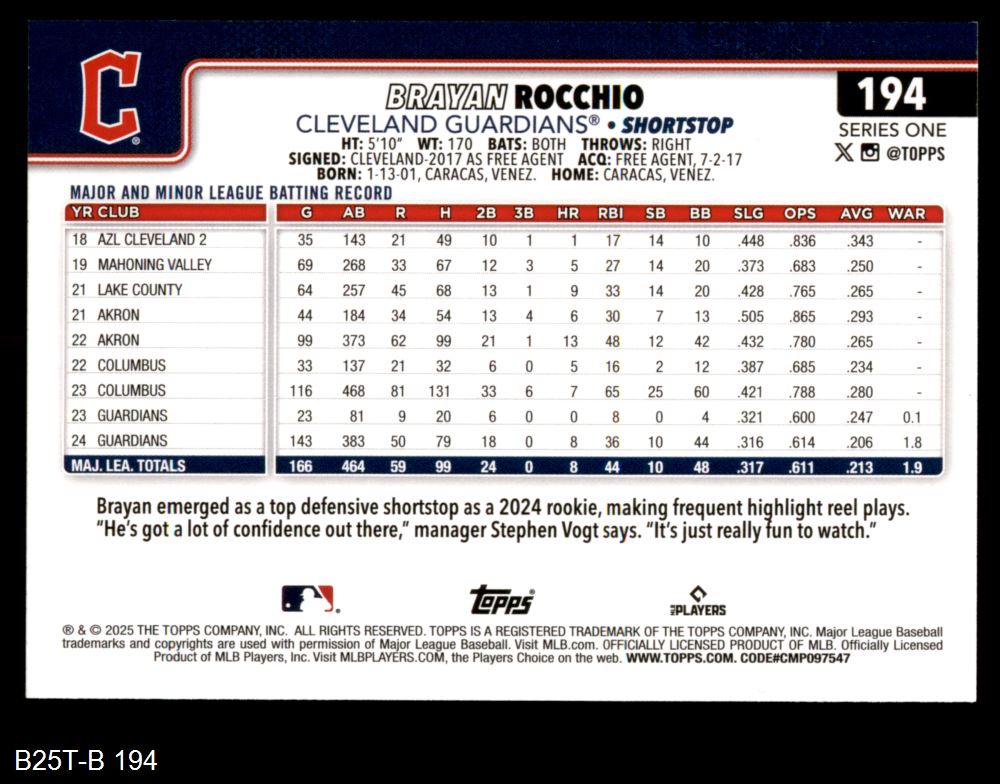 C
®
BRAYAN ROCCHIO
194
CLEVELAND GUARDIANS® • SHORTSTOP
SERIES ONE
HT: 5'10" WT: 170 BATS: BOTH THROWS: RIGHT
@TOPPS
SIGNED: CLEVELAND-2017 AS FREE AGENT ACQ: FREE AGENT, 7-2-17
BORN: 1-13-01, CARACAS, VENEZ. HOME: CARACAS, VENEZ.
MAJOR AND MINOR LEAGUE BATTING RECORD
YR CLUB G AB R H 2B 3B HR RBI SB BB SLG OPS AVG WAR
18 AZL CLEVELAND 2 35 143 21 49 10 1 1 17 14 10 .448 .836 .343 -
19 MAHONING VALLEY 69 268 33 67 12 3 5 27 14 20 .373 .683 .250 -
21 LAKE COUNTY 64 257 45 68 13 1 9 33 14 20 .428 .765 .265 -
21 AKRON 44 184 34 54 13 4 6 30 7 13 .505 .865 .293 -
22 AKRON 99 373 62 99 21 1 13 48 12 42 .432 .780 .265 -
22 COLUMBUS 33 137 21 32 6 0 5 16 2 12 .387 .685 .234 -
23 COLUMBUS 116 468 81 131 33 6 7 65 25 60 .421 .788 .280 -
23 GUARDIANS 23 81 9 20 6 0 0 8 0 4 .321 .600 .247 0.1
24 GUARDIANS 143 383 50 79 18 0 8 36 10 44 .316 .614 .206 1.8
MAJ. LEA. TOTALS 166 464 59 99 24 0 8 44 10 48 .317 .611 .213 1.9
Brayan emerged as a top defensive shortstop as a 2024 rookie, making frequent highlight reel plays.
"He's got a lot of confidence out there," manager Stephen Vogt says. "It's just really fun to watch."
Topps®
MLB PLAYERS
® & © 2025 THE TOPPS COMPANY, INC. ALL RIGHTS RESERVED. TOPPS IS A REGISTERED TRADEMARK OF THE TOPPS COMPANY, INC. Major League Baseball
trademarks and copyrights are used with permission of Major League Baseball. Visit MLB.com. OFFICIALLY LICENSED PRODUCT OF MLB. Officially Licensed
Product of MLB Players, Inc. Visit MLBPLAYERS.COM, the Players Choice on the web. WWW.TOPPS.COM. CODE#CMP097547
B25T-B 194